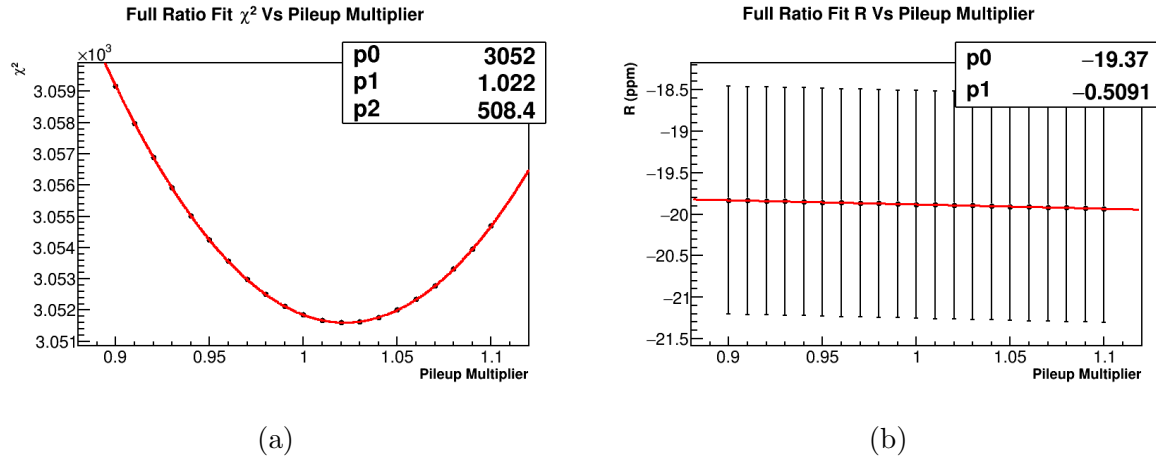 Full Ratio Fit χ² Vs Pileup Multiplier
×10³
χ²
p0 3052
p1 1.022
p2 508.4
3.059
3.058
3.057
3.056
3.055
3.054
3.053
3.052
3.051
0.9 0.95 1 1.05 1.1
Pileup Multiplier
(a)
Full Ratio Fit R Vs Pileup Multiplier
R (ppm)
p0 −19.37
p1 −0.5091
−18.5
−19
−19.5
−20
−20.5
−21
−21.5
0.9 0.95 1 1.05 1.1
Pileup Multiplier
(b)